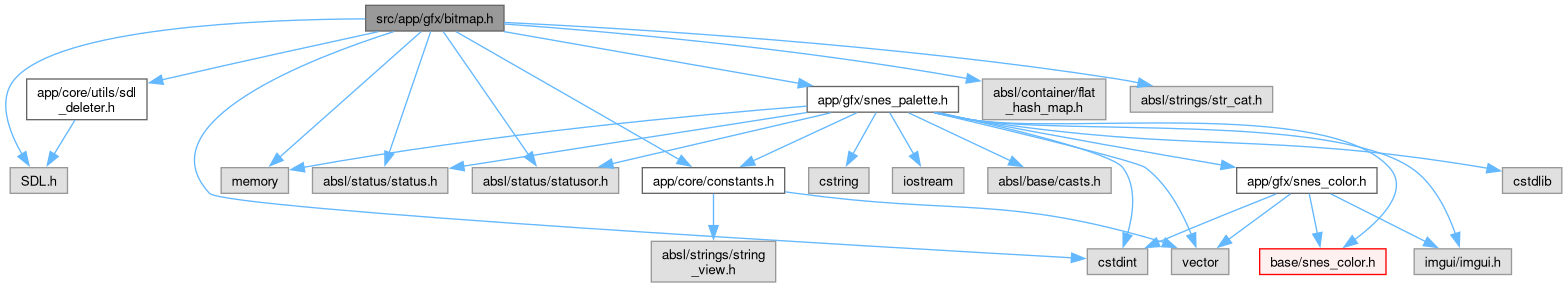 src/app/gfx/bitmap.h
app/core/utils/sdl
_deleter.h
app/gfx/snes_palette.h
absl/container/flat
_hash_map.h
absl/strings/str_cat.h
SDL.h
memory
absl/status/status.h
absl/status/statusor.h
app/core/constants.h
cstring
iostream
absl/base/casts.h
app/gfx/snes_color.h
cstdlib
absl/strings/string
_view.h
cstdint
vector
base/snes_color.h
imgui/imgui.h